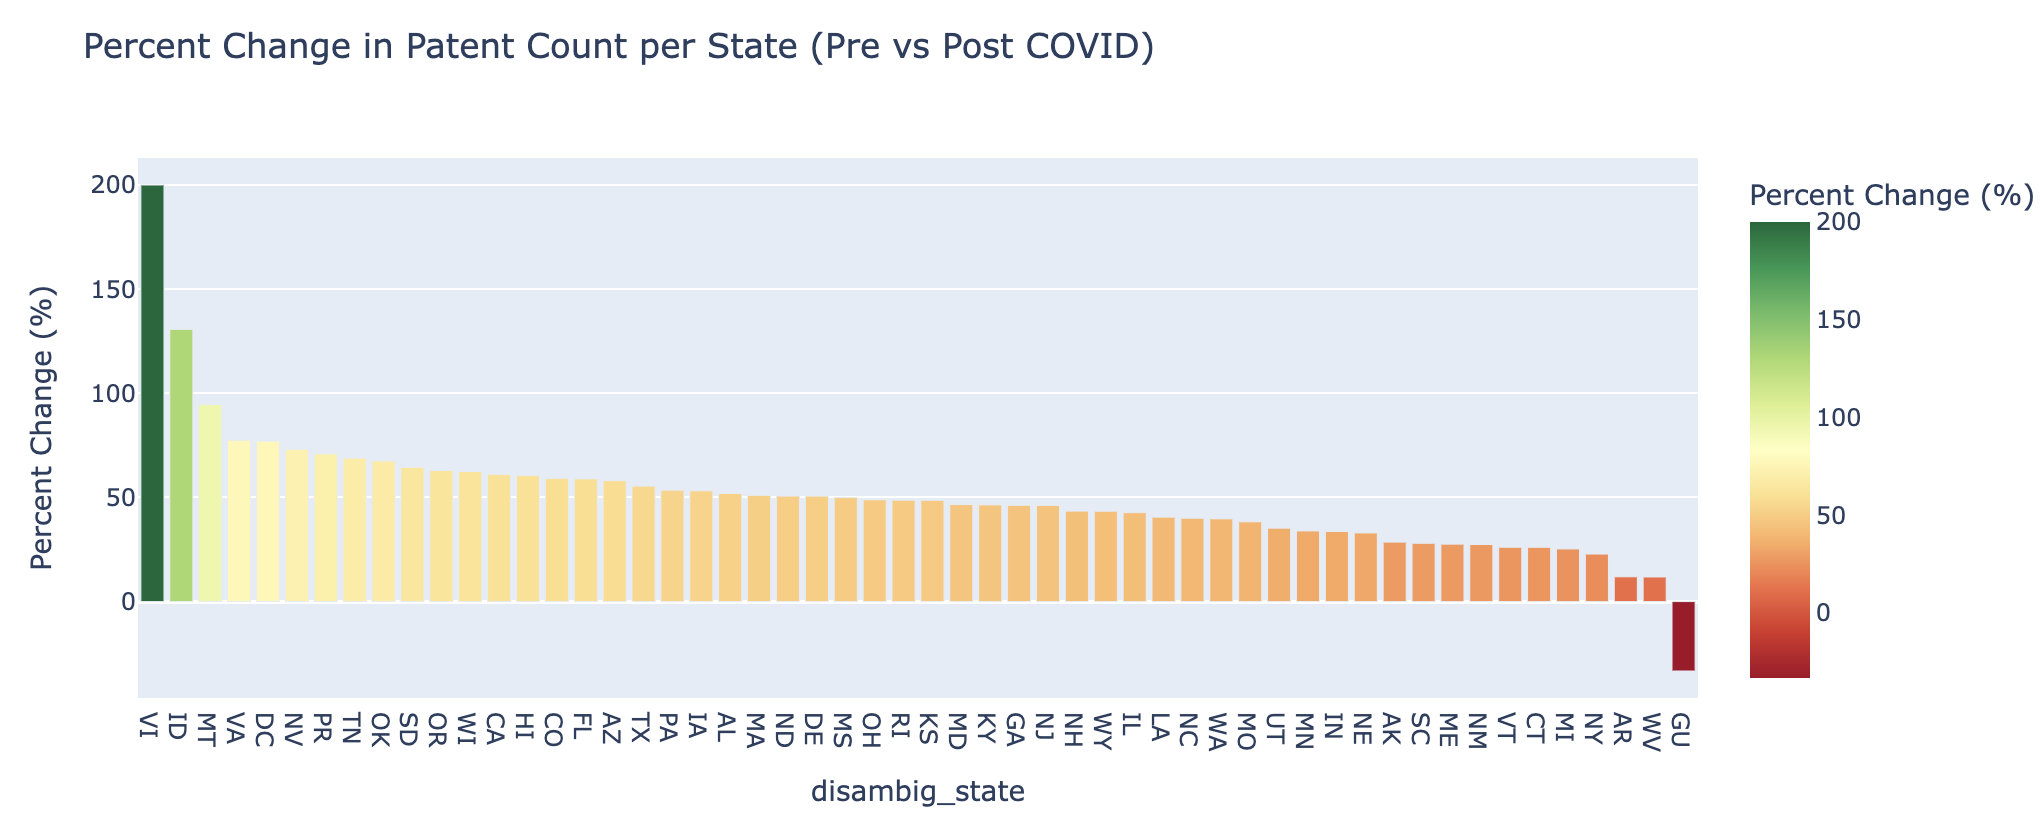 Percent Change in Patent Count per State (Pre vs Post COVID)
Percent Change (%)
200
150
100
50
0
VI ID MT VA DC NV PR TN OK SD OR WI CA HI CO FL AZ TX PA IA AL MA ND DE MS OH RI KS MD KY GA NJ NH WY IL LA NC WA MO UT MN IN NE AK SC ME NM VT CT MI NY AR WV GU
disambig_state
Percent Change (%)
200
150
100
50
0